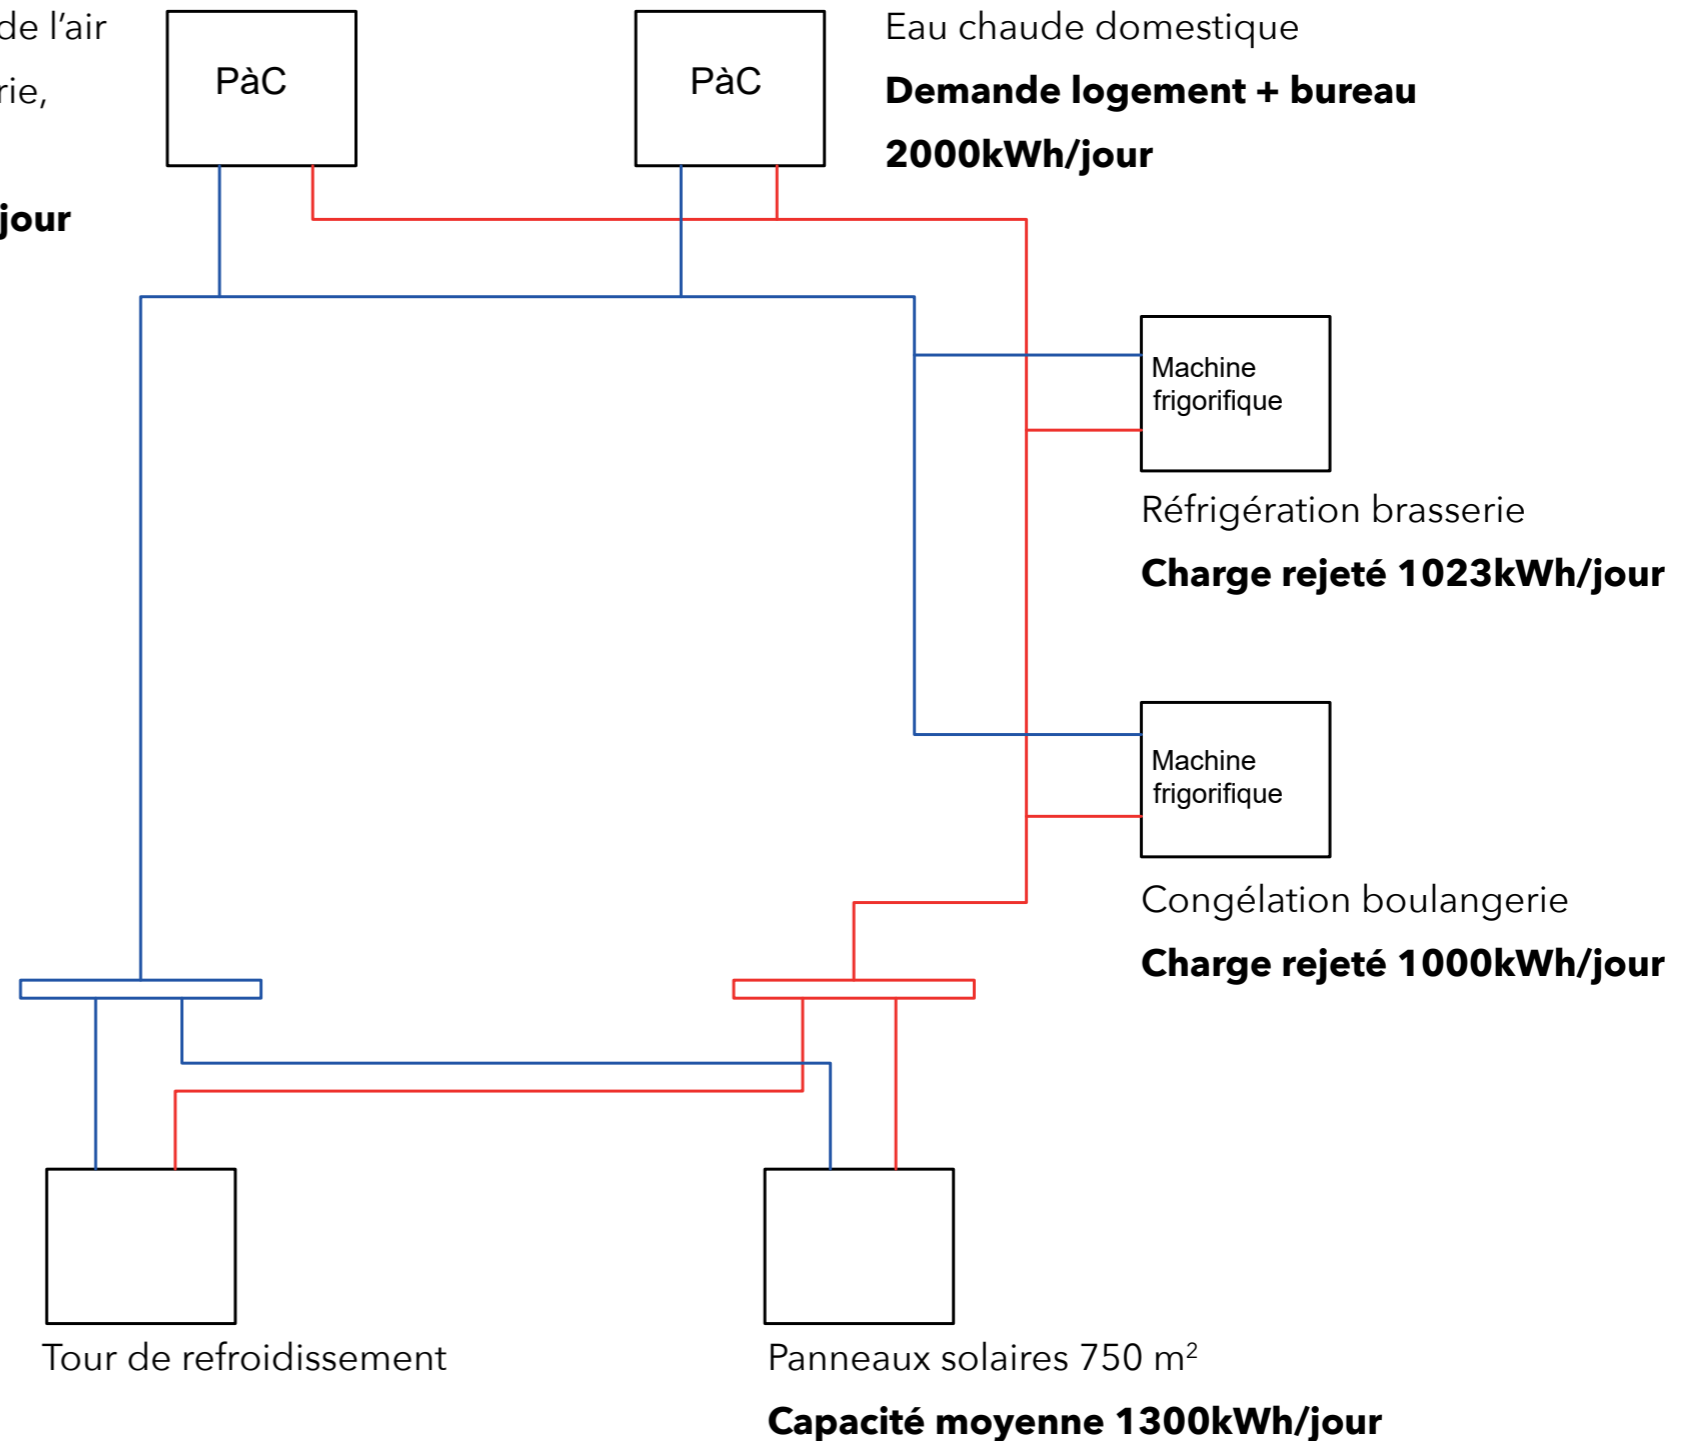 de l’air
rie,
jour
PàC
PàC
Eau chaude domestique
Demande logement + bureau
2000kWh/jour
Machine
frigorifique
Réfrigération brasserie
Charge rejeté 1023kWh/jour
Machine
frigorifique
Congélation boulangerie
Charge rejeté 1000kWh/jour
Tour de refroidissement
Panneaux solaires 750 m²
Capacité moyenne 1300kWh/jour